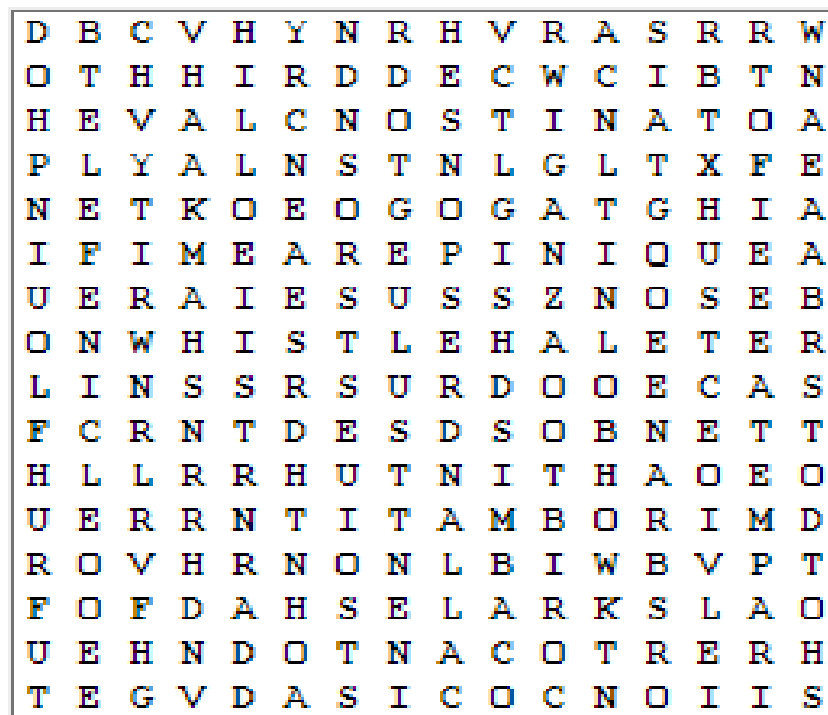 D B C V H Y N R H V R A S R R W
O T H H I R D D E C W C I B T N
H E V A L C N O S T I N A T O A
P L Y A L N S T N L G L T X F E
N E T K O E O G O G A T G H I A
I F I M E A R E P I N I Q U E A
U E R A I E S U S S Z N O S E B
O N W H I S T L E H A L E T E R
L I N S S R S U R D O O E C A S
F C R N T D E S D S O B N E T T
H L L R R H U T N I T H A O E O
U E R R N T I T A M B O R I M D
R O V H R N O N L B I W B V P T
F O F D A H S E L A R K S L A O
U E H N D O T N A C O T R E R H
T E G V D A S I C O C N O I I S